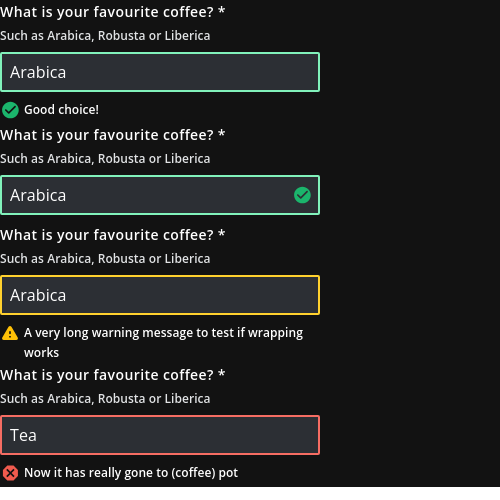 What is your favourite coffee? *
Such as Arabica, Robusta or Liberica
Arabica
Good choice!
What is your favourite coffee? *
Such as Arabica, Robusta or Liberica
Arabica
What is your favourite coffee? *
Such as Arabica, Robusta or Liberica
Arabica
A very long warning message to test if wrapping
works
What is your favourite coffee? *
Such as Arabica, Robusta or Liberica
Tea
Now it has really gone to (coffee) pot